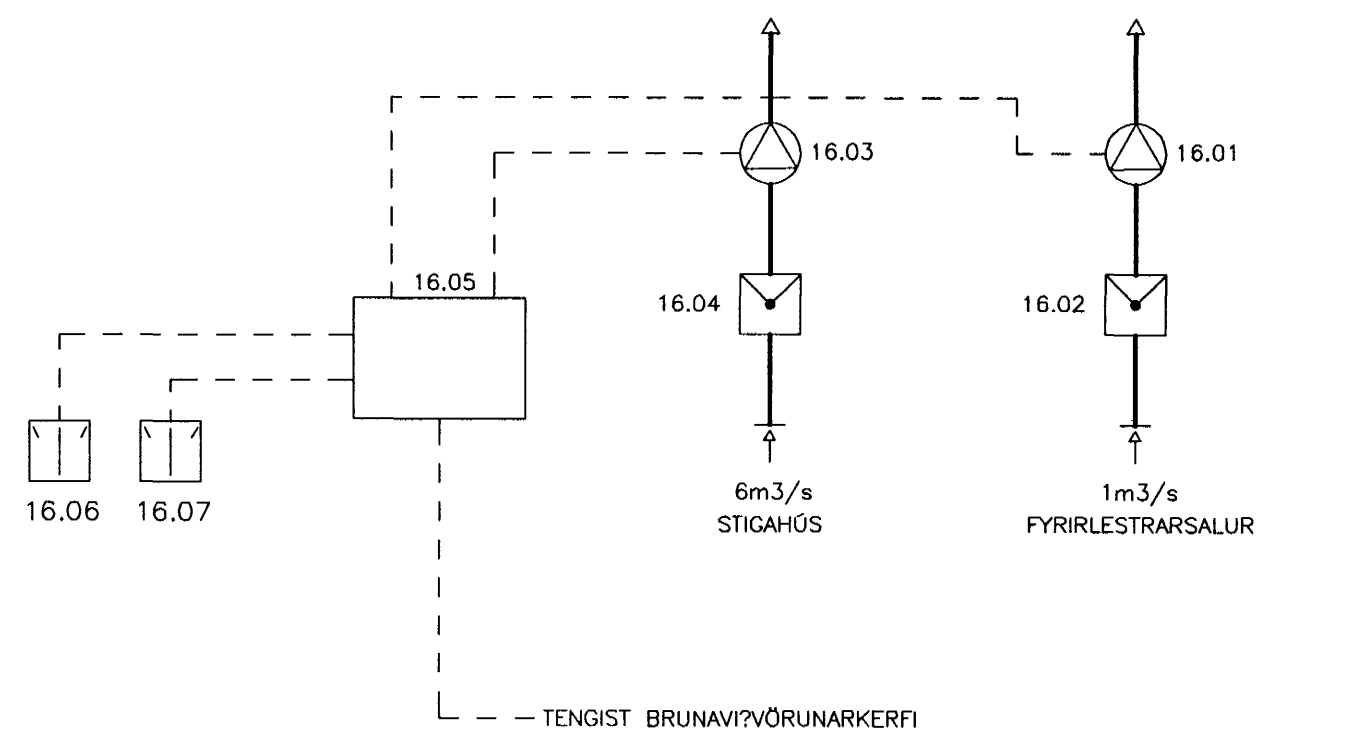 16.03
16.01
16.05
16.04
16.02
16.06
16.07
6m3/s
STIGAHÚS
1m3/s
FYRIRLESTRARSALUR
TENGIST BRUNAVI?VÖRUNARKERFI